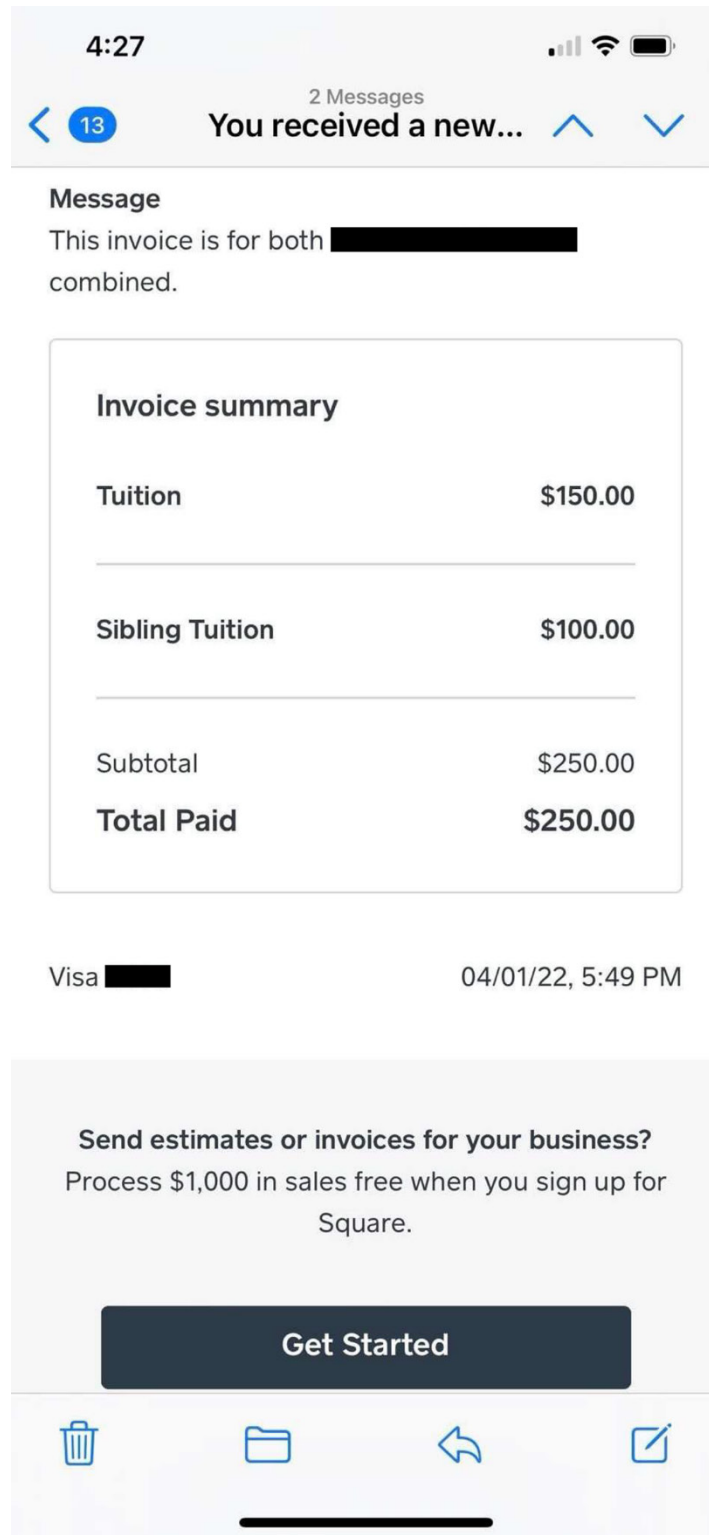 4:27
2 Messages
13
You received a new...
Message
This invoice is for both
combined.
Invoice summary
Tuition $150.00
Sibling Tuition $100.00
Subtotal $250.00
Total Paid $250.00
Visa 04/01/22, 5:49 PM
Send estimates or invoices for your business?
Process $1,000 in sales free when you sign up for
Square.
Get Started